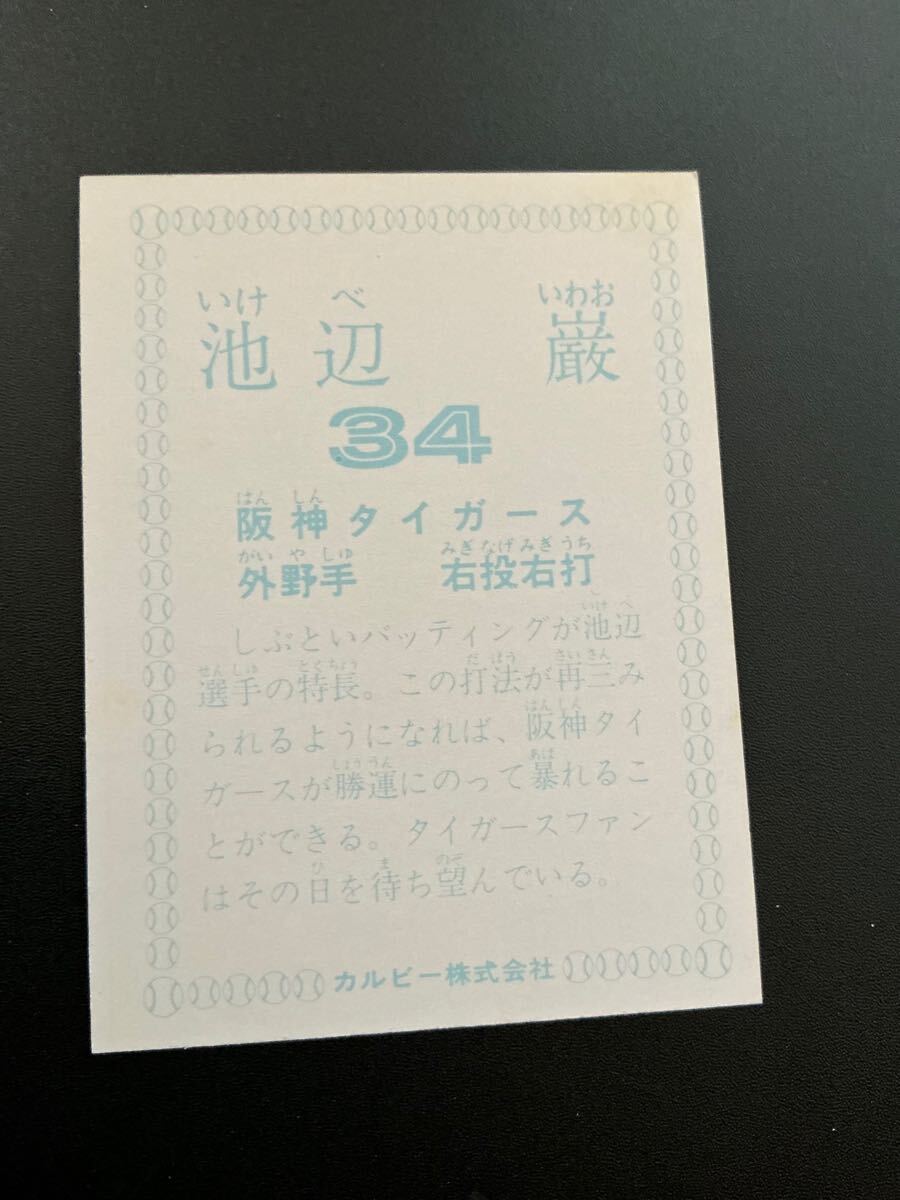 いけ べ いわお
池辺 巌
34
はん しん
阪神タイガース
がい や しゅ みぎ なげ みぎ うち
外野手 右投右打
し
いけ べ
しぶといバッティングが池辺
せん しゅ とくちょう だ ほう さい さん
選手の特長。この打法が再三み
はん しん
られるようになれば、阪神タイ
しょう うん あば
ガースが勝運にのって暴れるこ
とができる。タイガースファン
ひ ま のぞ
はその日を待ち望んでいる。
カルビー株式会社